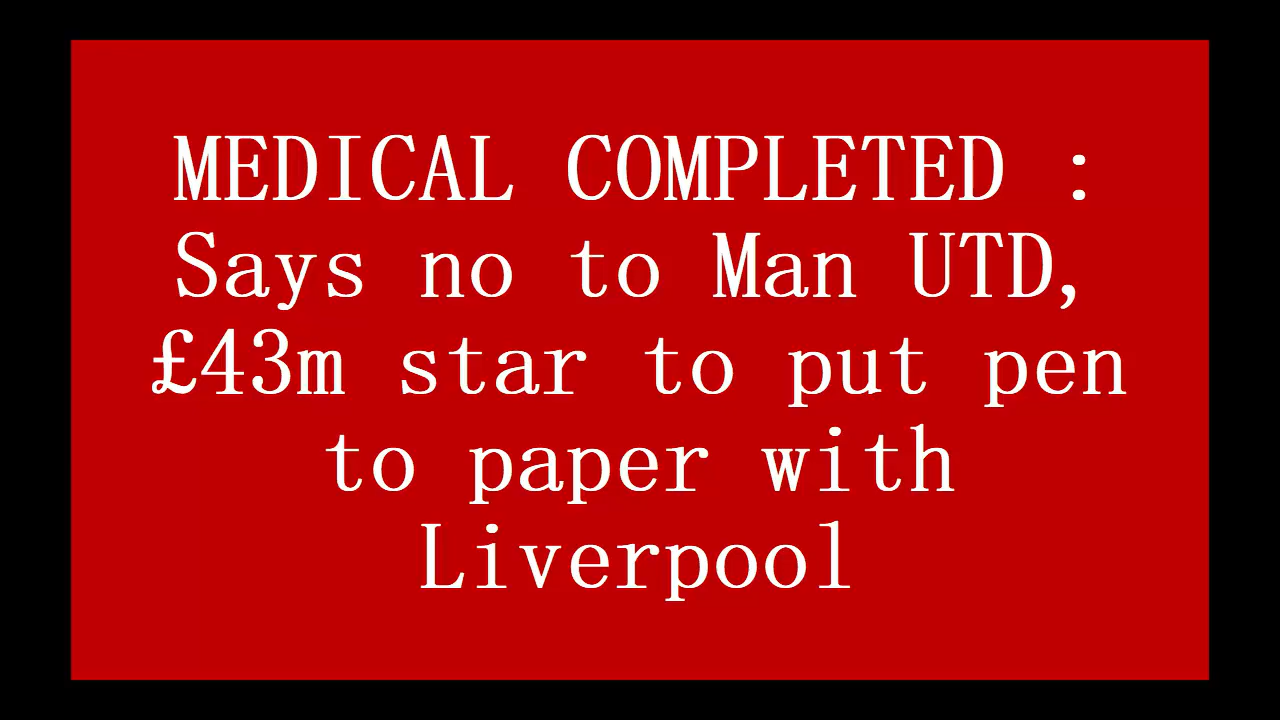 MEDICAL COMPLETED :
Says no to Man UTD,
£43m star to put pen
to paper with
Liverpool